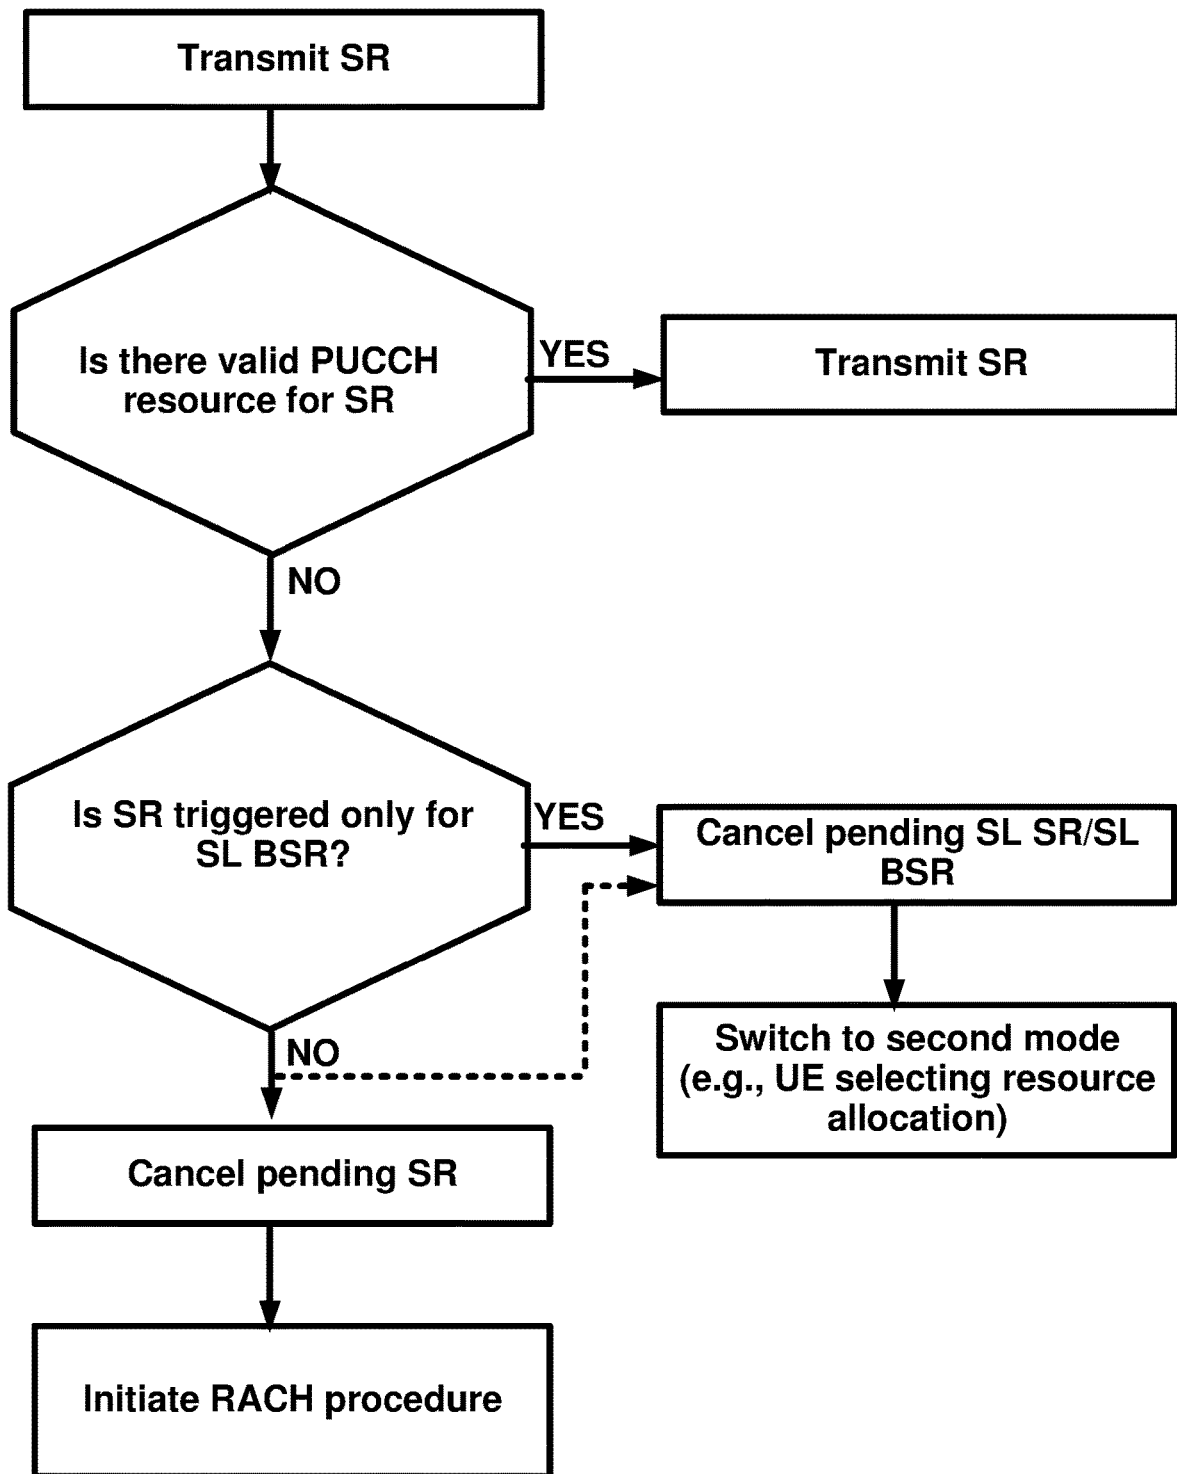 Transmit SR
Is there valid PUCCH
resource for SR
YES
Transmit SR
NO
Is SR triggered only for
SL BSR?
YES
Cancel pending SL SR/SL
BSR
NO
Switch to second mode
(e.g., UE selecting resource
allocation)
Cancel pending SR
Initiate RACH procedure